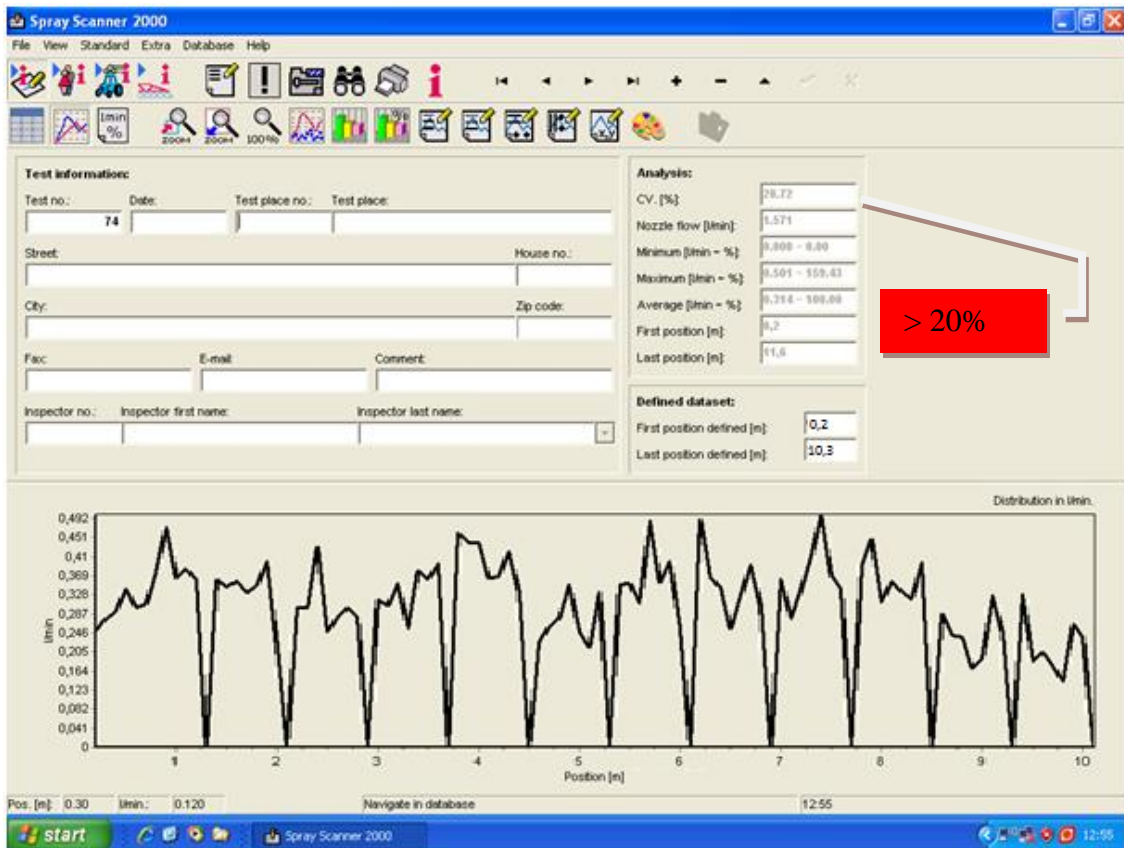 Spray Scanner 2000
File View Standard Extra Database Help
l/min %
ZOOM+ ZOOM- 100%
Test information:
Test no.: Date: Test place no.: Test place:
74
Street: House no.:
City: Zip code:
Fax: E-mail: Comment:
Inspector no.: Inspector first name: Inspector last name:
Analysis:
CV. [%]:
Nozzle flow [l/min]: 1.571
Minimum [l/min - %]: 0.000 - 0.00
Maximum [l/min - %]: 0.501 - 159.43
Average [l/min - %]: 0.314 - 100.00
First position [m]: 0,2
Last position [m]: 11,6
> 20%
Defined dataset:
First position defined [m]: 0,2
Last position defined [m]: 10,3
Distribution in l/min.
0,492
0,451
0,41
0,369
0,328
0,287
0,246
0,205
0,164
0,123
0,082
0,041
0
l/min
1 2 3 4 5 6 7 8 9 10
Position [m]
Pos. [m]: 0.30 l/min.: 0.120 Navigate in database 12:55
start Spray Scanner 2000 12:55